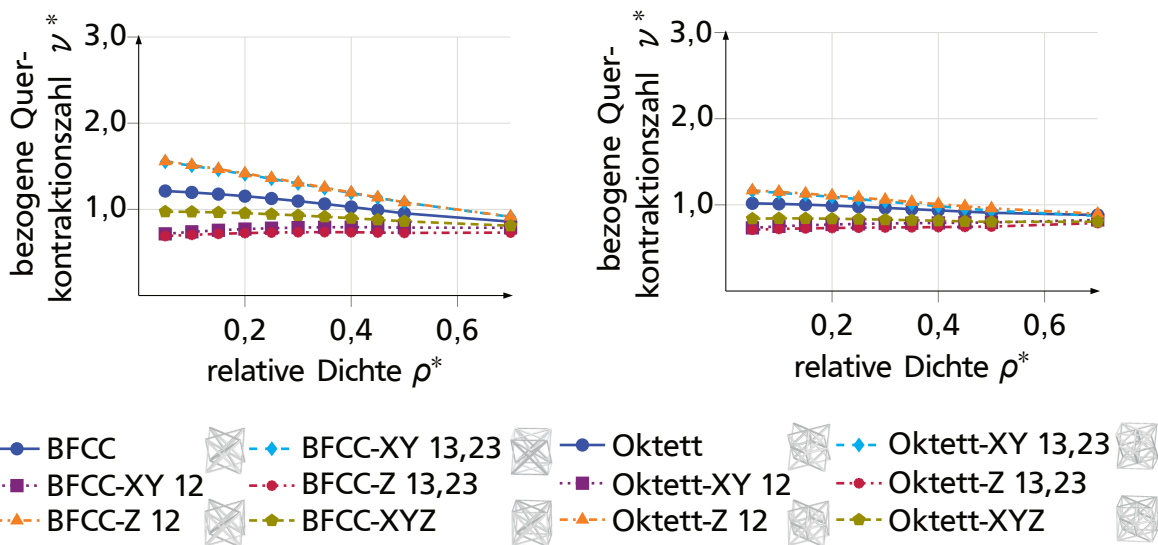 bezogene Quer-
kontraktionszahl ν*
3,0
2,0
1,0
0,2 0,4 0,6
relative Dichte ρ*
bezogene Quer-
kontraktionszahl ν*
3,0
2,0
1,0
0,2 0,4 0,6
relative Dichte ρ*
BFCC BFCC-XY 13,23 Oktett Oktett-XY 13,23
BFCC-XY 12 BFCC-Z 13,23 Oktett-XY 12 Oktett-Z 13,23
BFCC-Z 12 BFCC-XYZ Oktett-Z 12 Oktett-XYZ